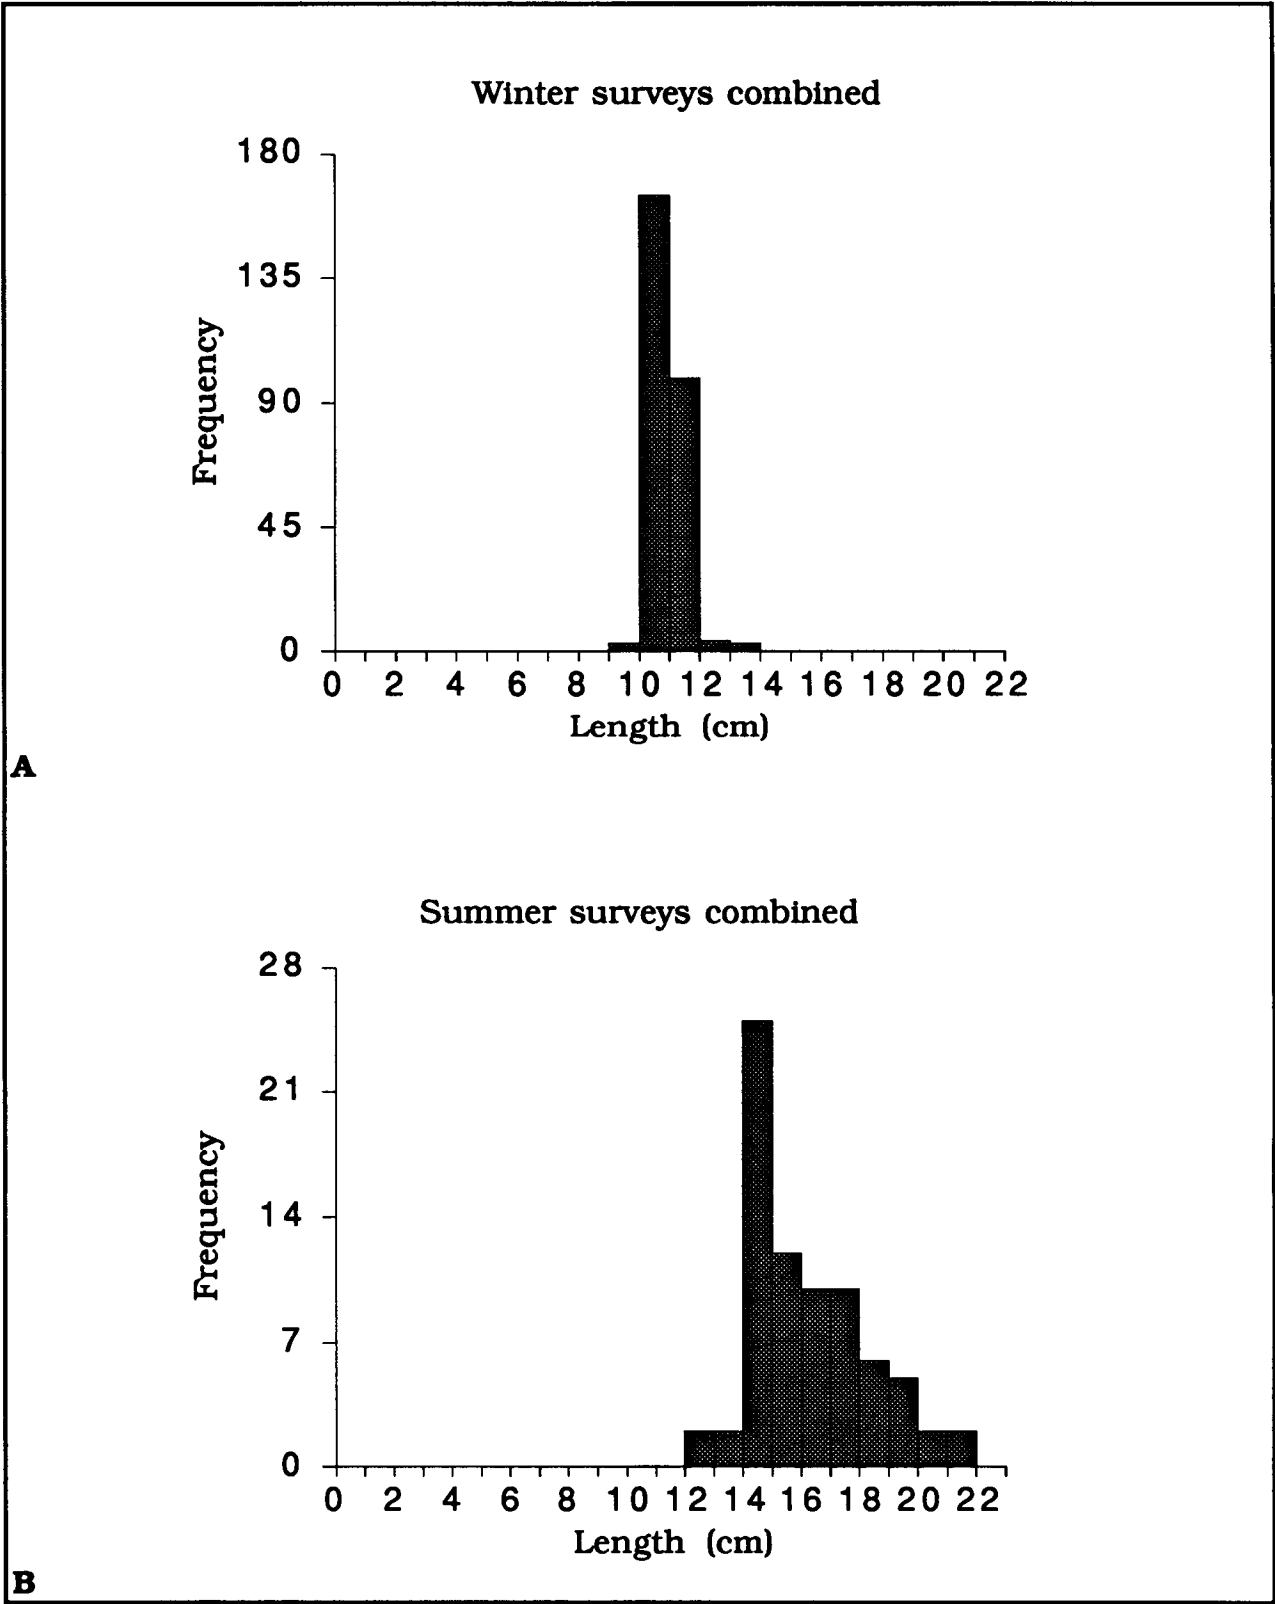 Winter surveys combined
180
135
90
45
0
Frequency
0 2 4 6 8 10 12 14 16 18 20 22
Length (cm)
A
Summer surveys combined
28
21
14
7
0
Frequency
0 2 4 6 8 10 12 14 16 18 20 22
Length (cm)
B